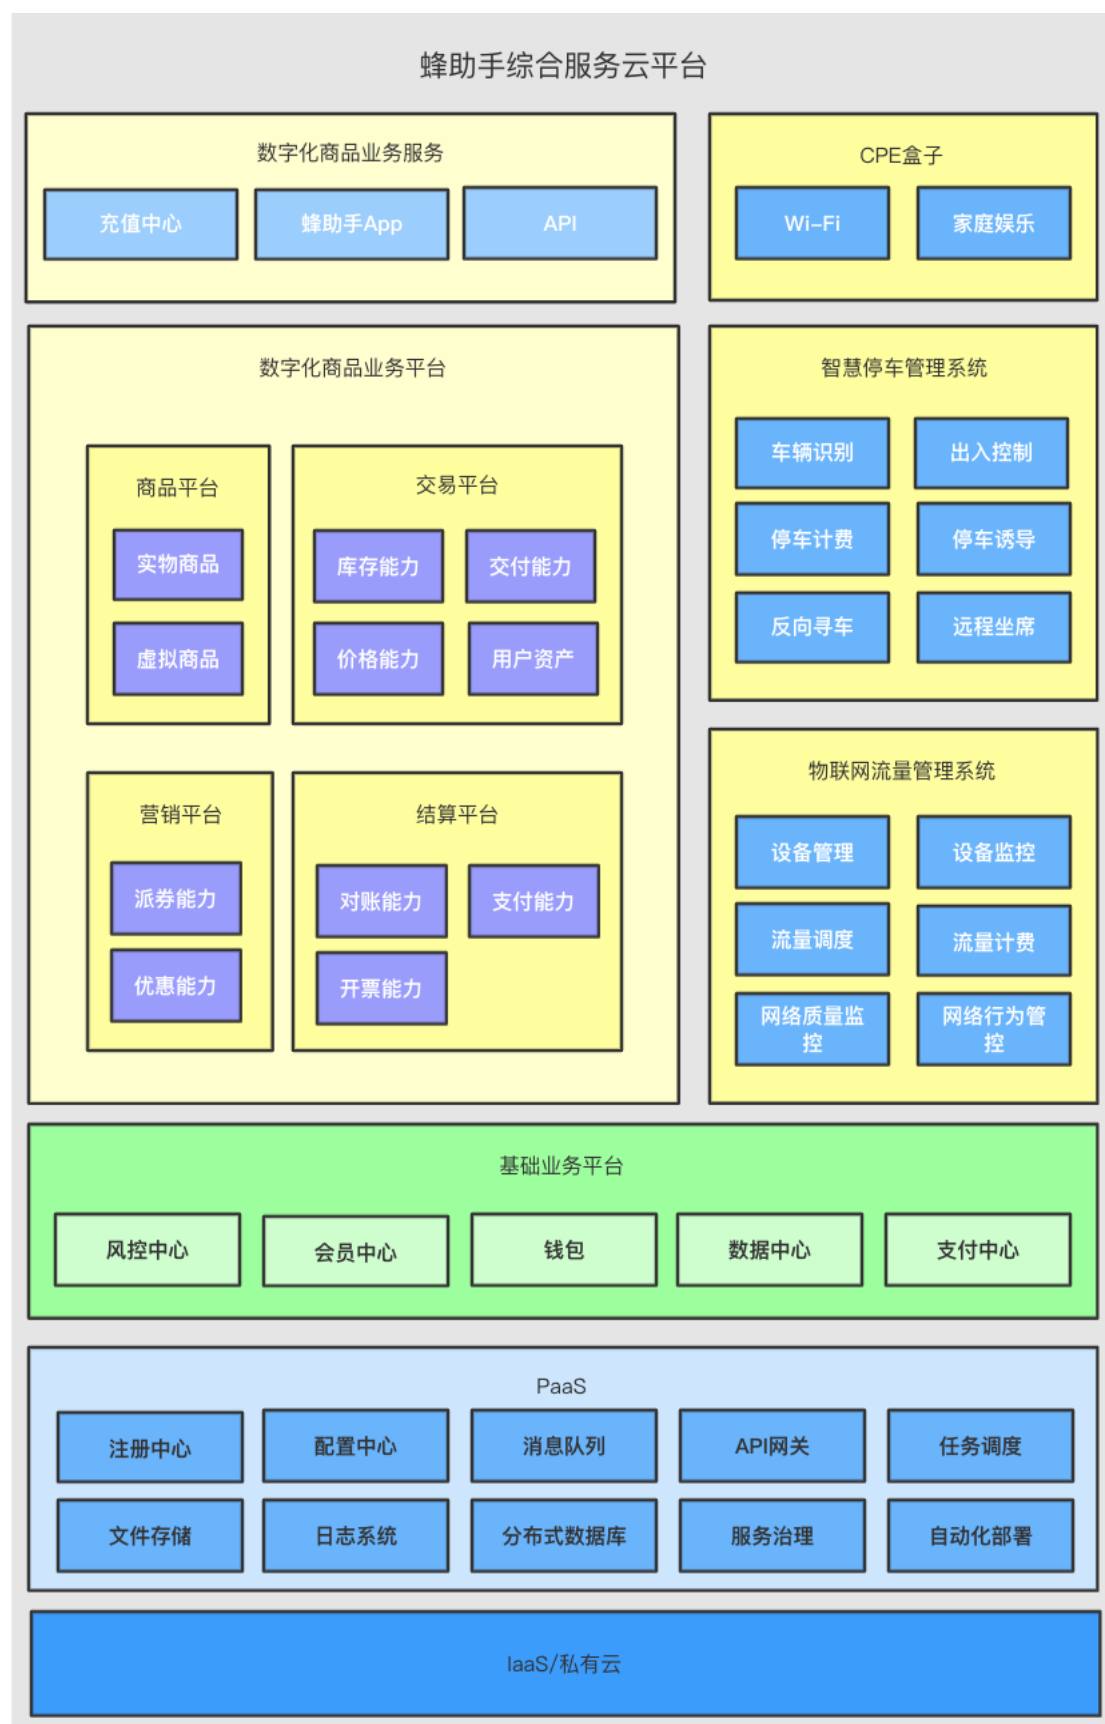 蜂助手综合服务云平台
数字化商品业务服务
充值中心
蜂助手App
API
CPE盒子
Wi-Fi
家庭娱乐
数字化商品业务平台
商品平台
实物商品
虚拟商品
交易平台
库存能力
交付能力
价格能力
用户资产
营销平台
派券能力
优惠能力
结算平台
对账能力
支付能力
开票能力
智慧停车管理系统
车辆识别
出入控制
停车计费
停车诱导
反向寻车
远程坐席
物联网流量管理系统
设备管理
设备监控
流量调度
流量计费
网络质量监
控
网络行为管
控
基础业务平台
风控中心
会员中心
钱包
数据中心
支付中心
PaaS
注册中心
配置中心
消息队列
API网关
任务调度
文件存储
日志系统
分布式数据库
服务治理
自动化部署
IaaS/私有云